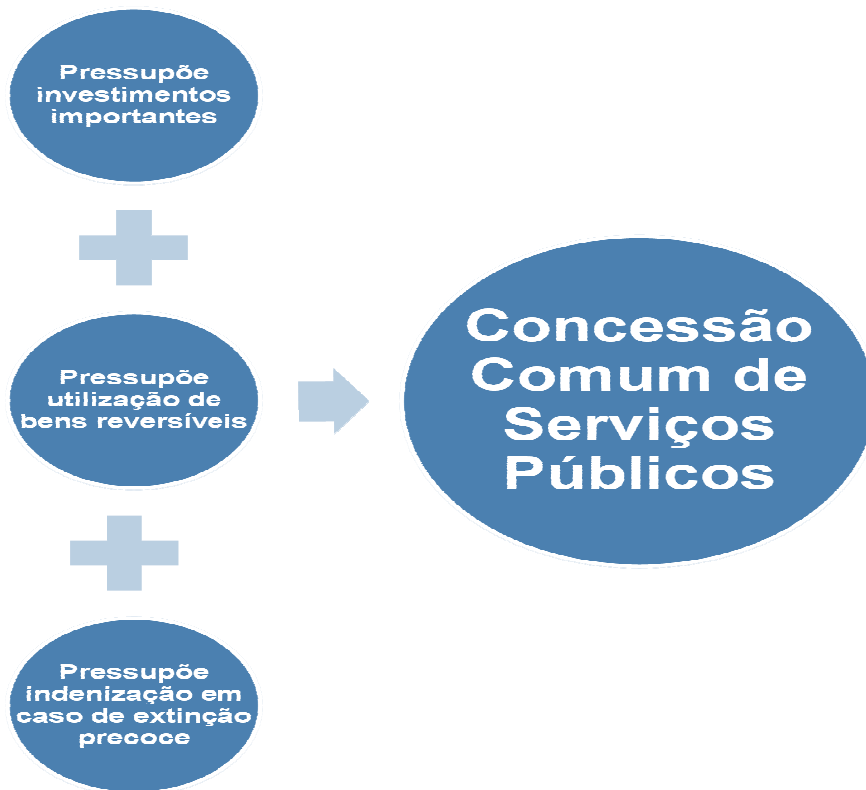 Pressupõe
investimentos
importantes
Pressupõe
utilização de
bens reversíveis
Pressupõe
indenização em
caso de extinção
precoce
Concessão
Comum de
Serviços
Públicos